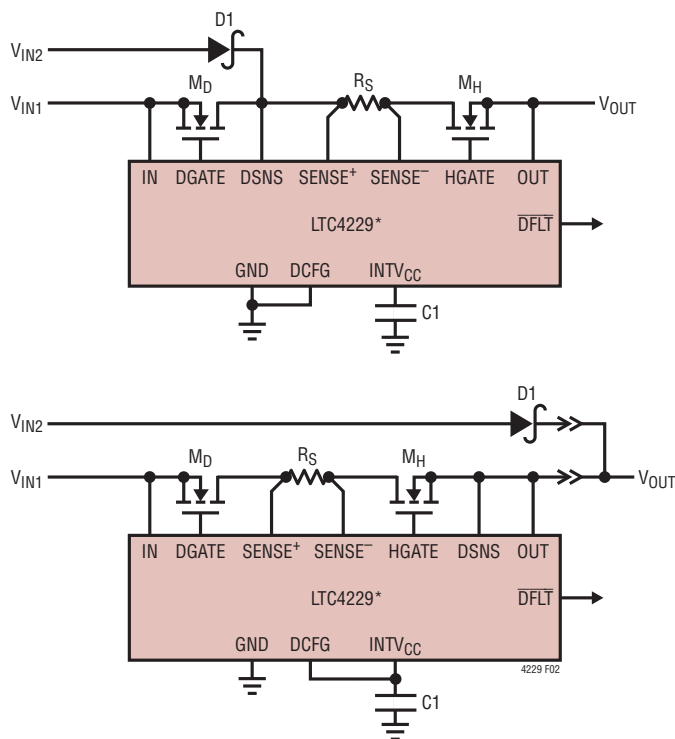 D1
VIN2
MD
RS
MH
VIN1
VOUT
IN DGATE DSNS SENSE+ SENSE– HGATE OUT
LTC4229*
DFLT
GND DCFG INTVCC
C1
D1
VIN2
MD
RS
MH
VIN1
VOUT
IN DGATE SENSE+ SENSE– HGATE DSNS OUT
LTC4229*
DFLT
GND DCFG INTVCC
4229 F02
C1